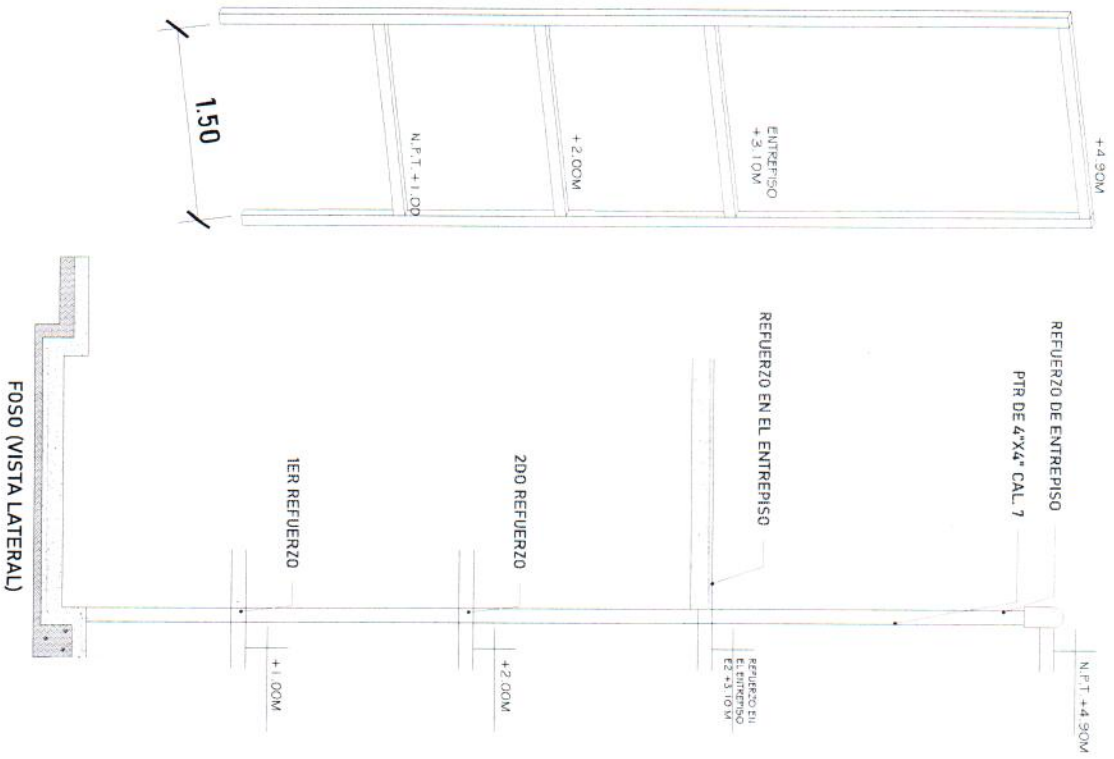 +4.90M
ENTREPISO
+3.10M
+2.00M
N.P.T. +1.00
1.50
REFUERZO DE ENTREPISO
PTR DE 4"X4" CAL. 7
REFUERZO EN EL ENTREPISO
2DO REFUERZO
1ER REFUERZO
N.P.T. +4.90M
REFUERZO EN
EL ENTREPISO
E2 +3.10 M
+2.00M
+1.00M
FOSO (VISTA LATERAL)